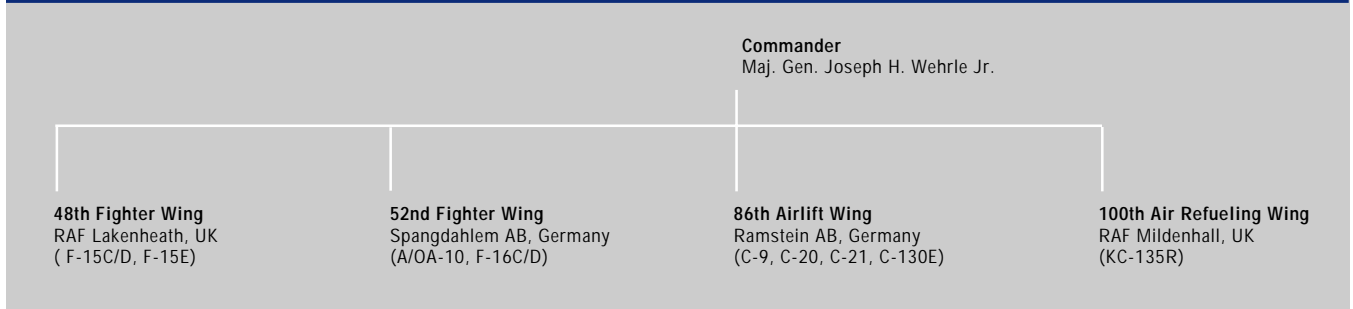 Commander
Maj. Gen. Joseph H. Wehrle Jr.
48th Fighter Wing
RAF Lakenheath, UK
( F-15C/D, F-15E)
52nd Fighter Wing
Spangdahlem AB, Germany
(A/OA-10, F-16C/D)
86th Airlift Wing
Ramstein AB, Germany
(C-9, C-20, C-21, C-130E)
100th Air Refueling Wing
RAF Mildenhall, UK
(KC-135R)